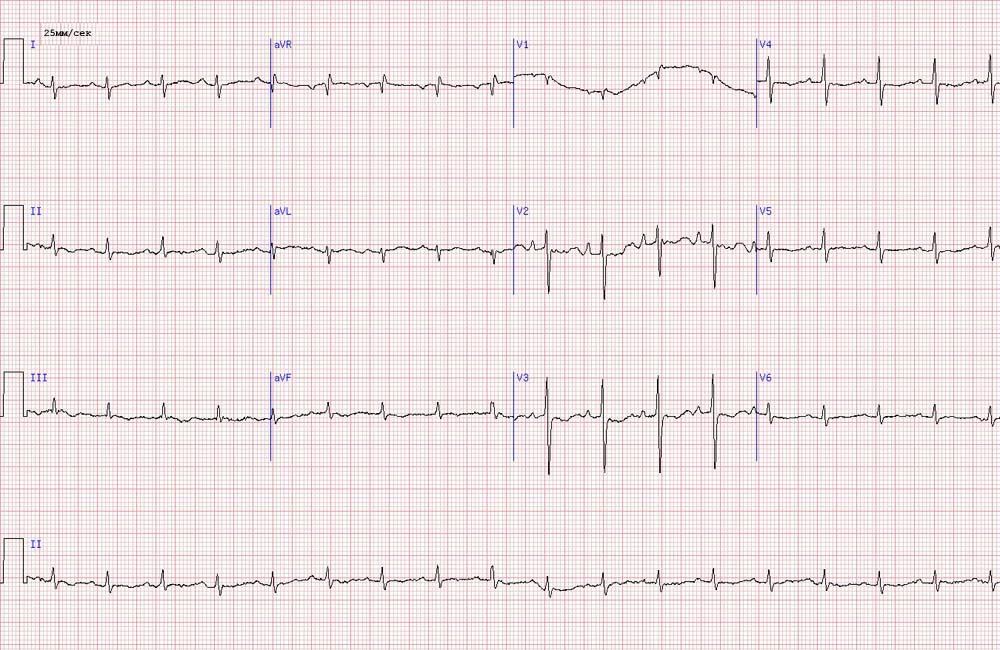 25мм/сек
I aVR V1 V4
II aVL V2 V5
III aVF V3 V6
II